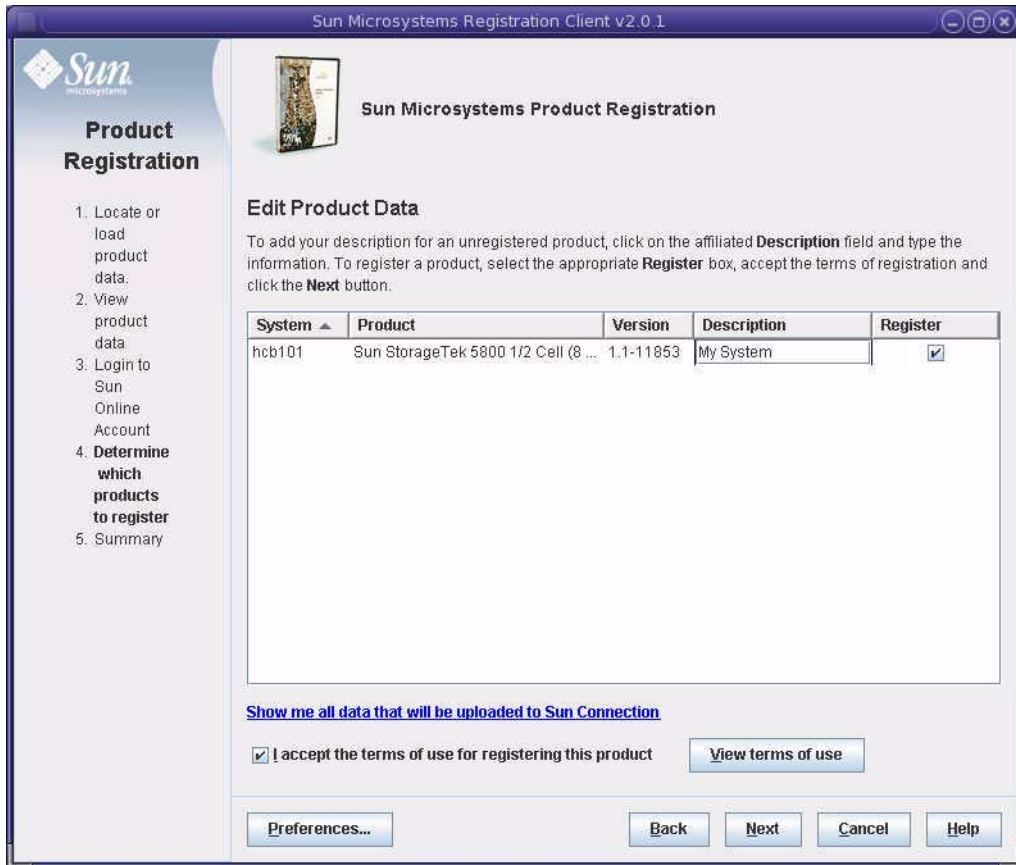 Sun Microsystems Registration Client v2.0.1
Sun
microsystems
Product
Registration
1. Locate or
load
product
data.
2. View
product
data
3. Login to
Sun
Online
Account
4. Determine
which
products
to register
5. Summary
Sun Microsystems Product Registration
Edit Product Data
To add your description for an unregistered product, click on the affiliated Description field and type the
information. To register a product, select the appropriate Register box, accept the terms of registration and
click the Next button.
System Product Version Description Register
hcb101 Sun StorageTek 5800 1/2 Cell (8 ... 1.1-11853 My System
Show me all data that will be uploaded to Sun Connection
I accept the terms of use for registering this product View terms of use
Preferences... Back Next Cancel Help